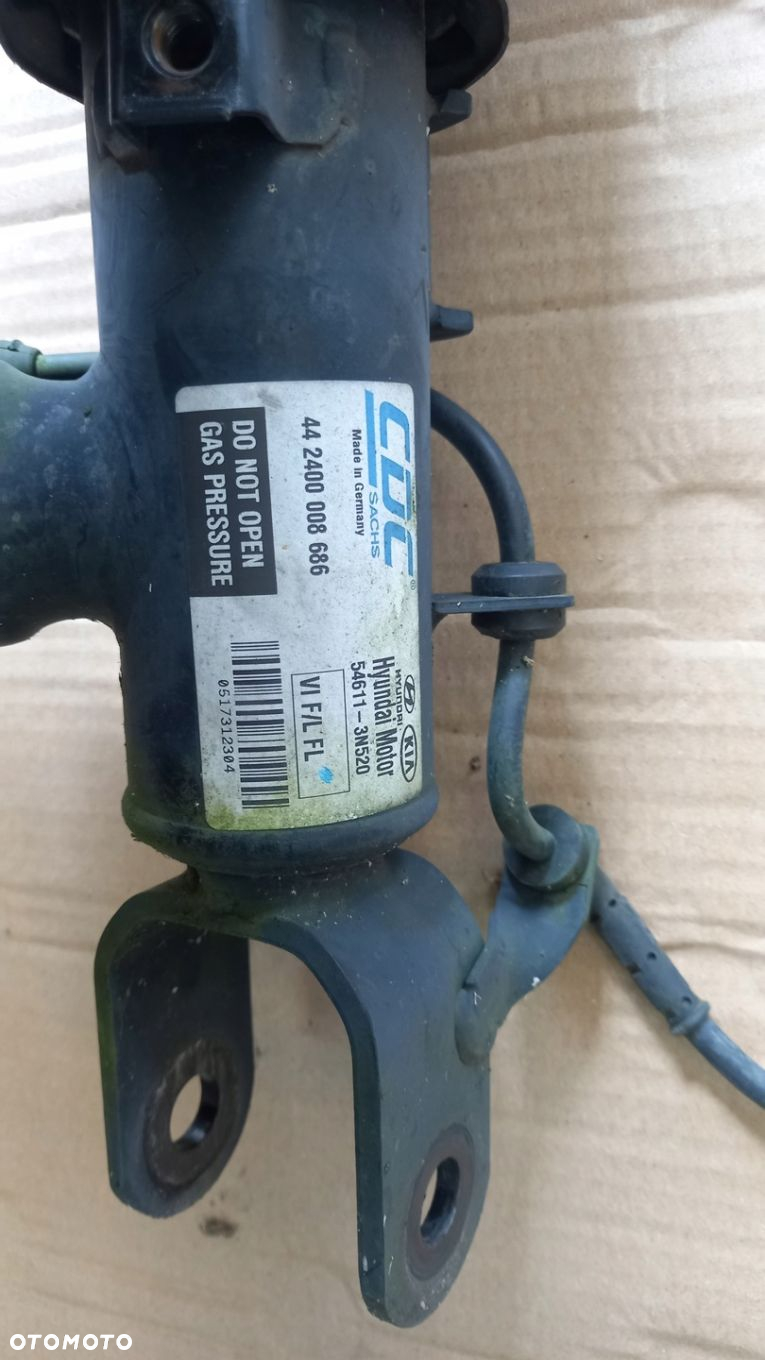 CDC®
SACHS
Made in Germany
44 2400 008 686
DO NOT OPEN
GAS PRESSURE
HYUNDAI KIA
Hyundai Motor
54611-3N520
VI F/L FL
0617312304
OTOMOTO